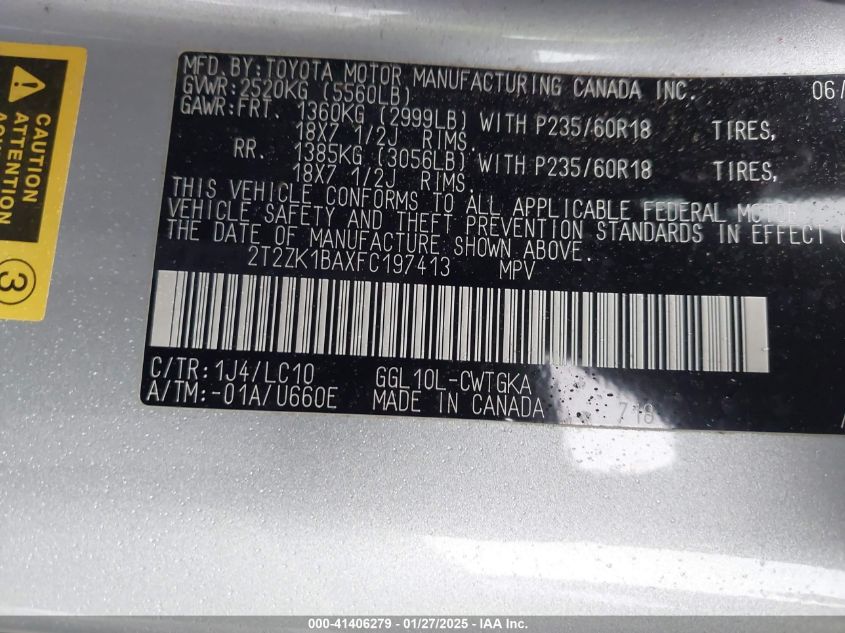 MFD.BY:TOYOTA MOTOR MANUFACTURING CANADA INC. 06/
GVWR:2520KG (5560LB)
GAWR:FRT. 1360KG (2999LB) WITH P235/60R18 TIRES,
18X7 1/2J RIMS.
RR. 1385KG (3056LB) WITH P235/60R18 TIRES,
18X7 1/2J RIMS.
THIS VEHICLE CONFORMS TO ALL APPLICABLE FEDERAL MOTOR
VEHICLE SAFETY AND THEFT PREVENTION STANDARDS IN EFFECT
THE DATE OF MANUFACTURE SHOWN ABOVE.
2T2ZK1BAXFC197413 MPV
C/TR:1J4/LC10 GGL10L-CWTGKA
A/TM:-01A/U660E MADE IN CANADA 718
CAUTION
ATTENTION
3
000-41406279 - 01/27/2025 - IAA Inc.